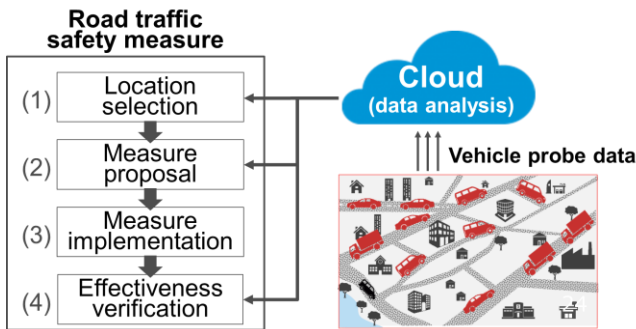 Road traffic
safety measure
(1)
Location
selection
(2)
Measure
proposal
(3)
Measure
implementation
(4)
Effectiveness
verification
Cloud
(data analysis)
Vehicle probe data